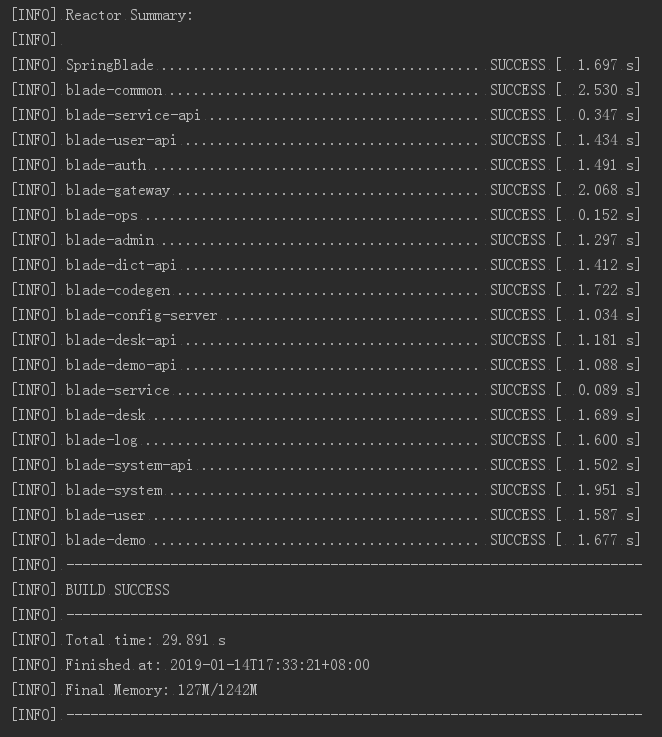 [INFO] Reactor Summary:
[INFO]
[INFO] SpringBlade ........................................ SUCCESS [  1.697 s]
[INFO] blade-common ....................................... SUCCESS [  2.530 s]
[INFO] blade-service-api .................................. SUCCESS [  0.347 s]
[INFO] blade-user-api ..................................... SUCCESS [  1.434 s]
[INFO] blade-auth ......................................... SUCCESS [  1.491 s]
[INFO] blade-gateway ...................................... SUCCESS [  2.068 s]
[INFO] blade-ops .......................................... SUCCESS [  0.152 s]
[INFO] blade-admin ........................................ SUCCESS [  1.297 s]
[INFO] blade-dict-api ..................................... SUCCESS [  1.412 s]
[INFO] blade-codegen ...................................... SUCCESS [  1.722 s]
[INFO] blade-config-server ................................ SUCCESS [  1.034 s]
[INFO] blade-desk-api ..................................... SUCCESS [  1.181 s]
[INFO] blade-demo-api ..................................... SUCCESS [  1.088 s]
[INFO] blade-service ...................................... SUCCESS [  0.089 s]
[INFO] blade-desk ......................................... SUCCESS [  1.689 s]
[INFO] blade-log .......................................... SUCCESS [  1.600 s]
[INFO] blade-system-api ................................... SUCCESS [  1.502 s]
[INFO] blade-system ....................................... SUCCESS [  1.951 s]
[INFO] blade-user ......................................... SUCCESS [  1.587 s]
[INFO] blade-demo ......................................... SUCCESS [  1.677 s]
[INFO] ------------------------------------------------------------------------
[INFO] BUILD SUCCESS
[INFO] ------------------------------------------------------------------------
[INFO] Total time: 29.891 s
[INFO] Finished at: 2019-01-14T17:33:21+08:00
[INFO] Final Memory: 127M/1242M
[INFO] ------------------------------------------------------------------------